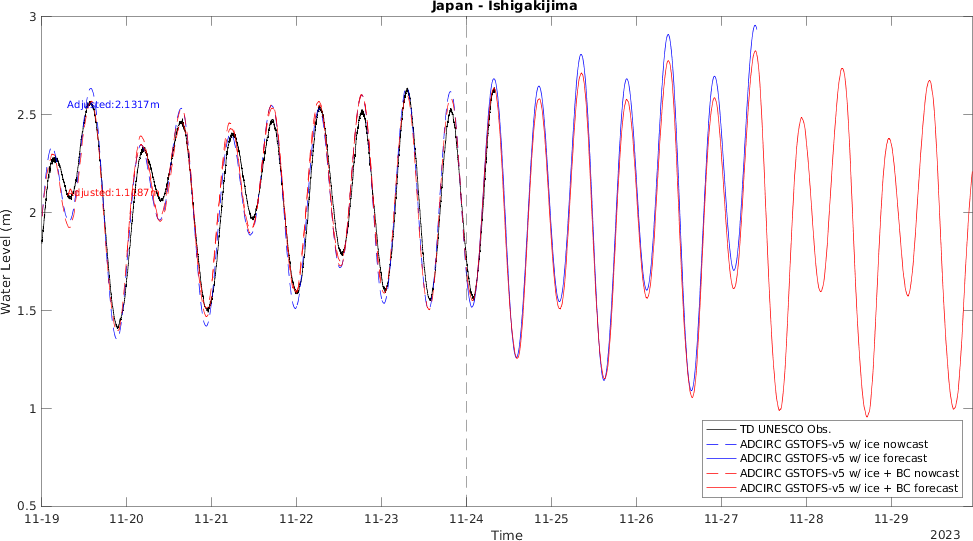 Japan - Ishigakijima
3
2.5
2
1.5
1
0.5
Water Level (m)
Adjusted:2.1317m
TD UNESCO Obs.
ADCIRC GSTOFS-v5 w/ ice nowcast
ADCIRC GSTOFS-v5 w/ ice forecast
ADCIRC GSTOFS-v5 w/ ice + BC nowcast
ADCIRC GSTOFS-v5 w/ ice + BC forecast
11-19 11-20 11-21 11-22 11-23 11-24 11-25 11-26 11-27 11-28 11-29
Time
2023